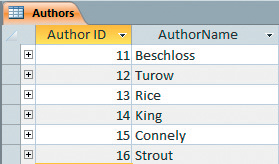 Authors
Author ID AuthorName
11 Beschloss
12 Turow
13 Rice
14 King
15 Connely
16 Strout